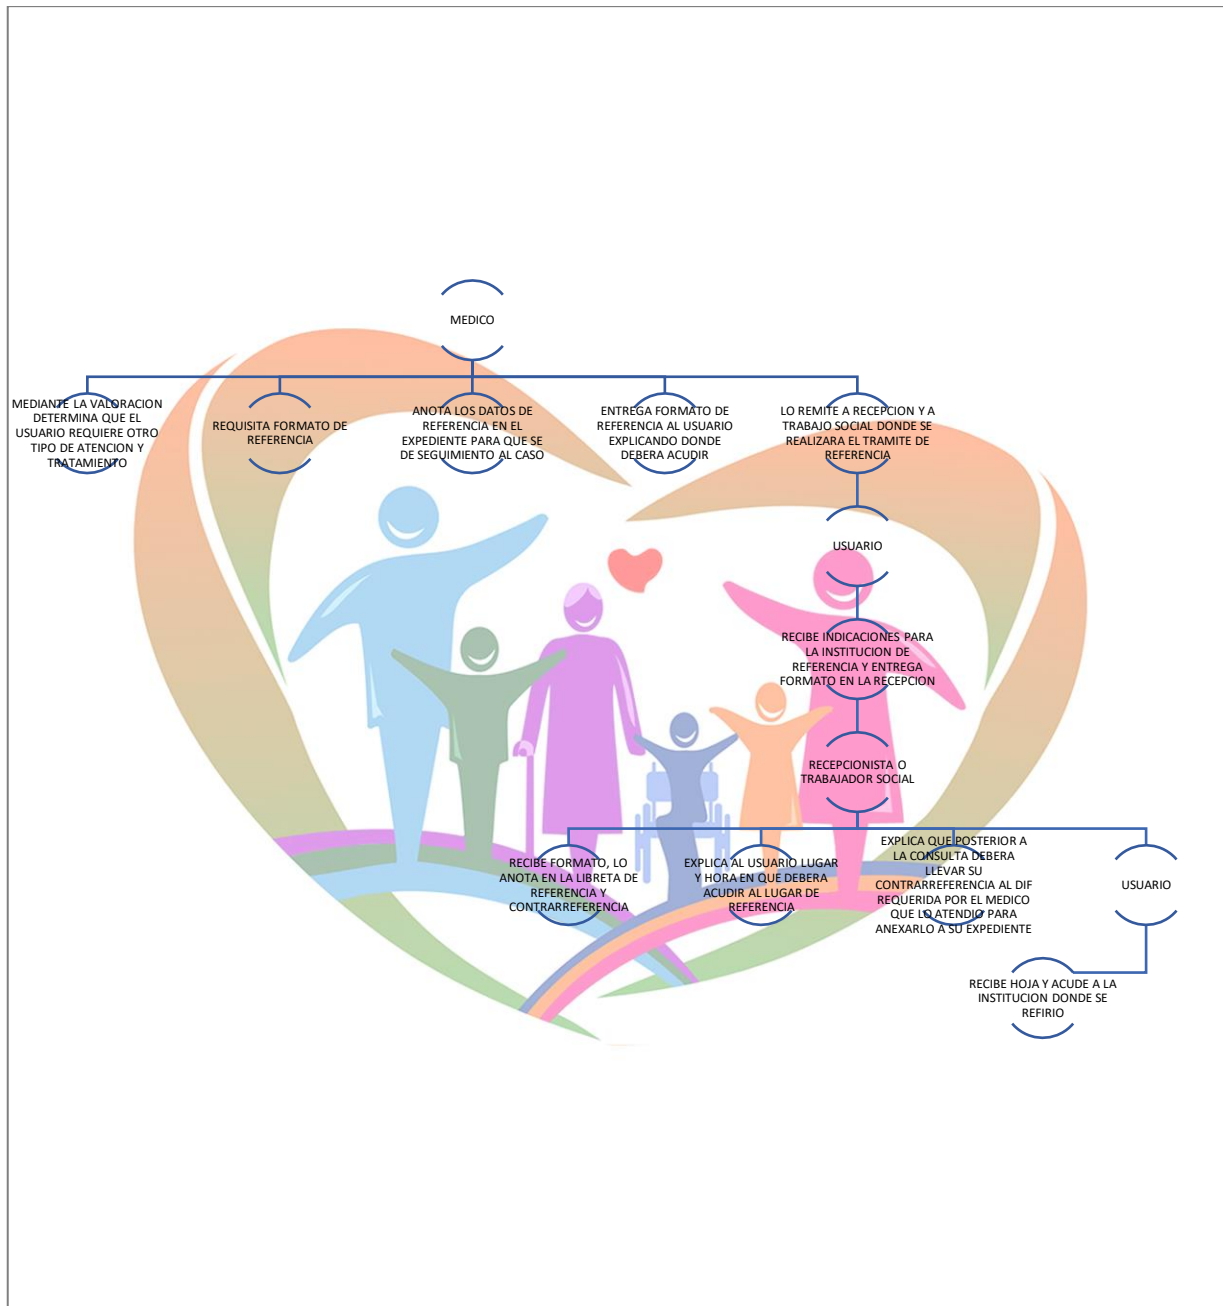 MEDICO
MEDIANTE LA VALORACION
DETERMINA QUE EL
USUARIO REQUIERE OTRO
TIPO DE ATENCION Y
TRATAMIENTO
REQUISITA FORMATO DE
REFERENCIA
ANOTA LOS DATOS DE
REFERENCIA EN EL
EXPEDIENTE PARA QUE SE
DE SEGUIMIENTO AL CASO
ENTREGA FORMATO DE
REFERENCIA AL USUARIO
EXPLICANDO DONDE
DEBERA ACUDIR
LO REMITE A RECEPCION Y A
TRABAJO SOCIAL DONDE SE
REALIZARA EL TRAMITE DE
REFERENCIA
USUARIO
RECIBE INDICACIONES PARA
LA INSTITUCION DE
REFERENCIA Y ENTREGA
FORMATO EN LA RECEPCION
RECEPCIONISTA O
TRABAJADOR SOCIAL
RECIBE FORMATO, LO
ANOTA EN LA LIBRETA DE
REFERENCIA Y
CONTRARREFERENCIA
EXPLICA AL USUARIO LUGAR
Y HORA EN QUE DEBERA
ACUDIR AL LUGAR DE
REFERENCIA
EXPLICA QUE POSTERIOR A
LA CONSULTA DEBERA
LLEVAR SU
CONTRARREFERENCIA AL DIF
REQUERIDA POR EL MEDICO
QUE LO ATENDIO PARA
ANEXARLO A SU EXPEDIENTE
USUARIO
RECIBE HOJA Y ACUDE A LA
INSTITUCION DONDE SE
REFIRIO